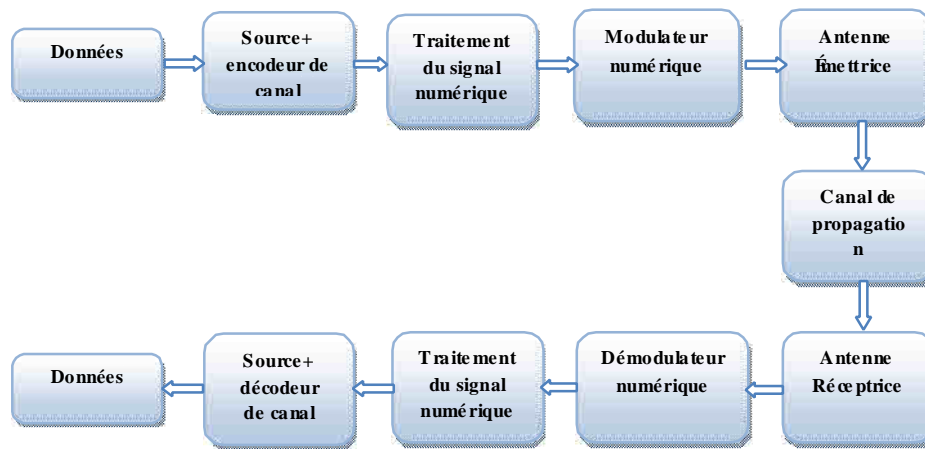 Données
Source+
encodeur de
canal
Traitement
du signal
numérique
Modulateur
numérique
Antenne
Émettrice
Canal de
propagatio
n
Données
Source+
décodeur
de canal
Traitement
du signal
numérique
Démodulateur
numérique
Antenne
Réceptrice